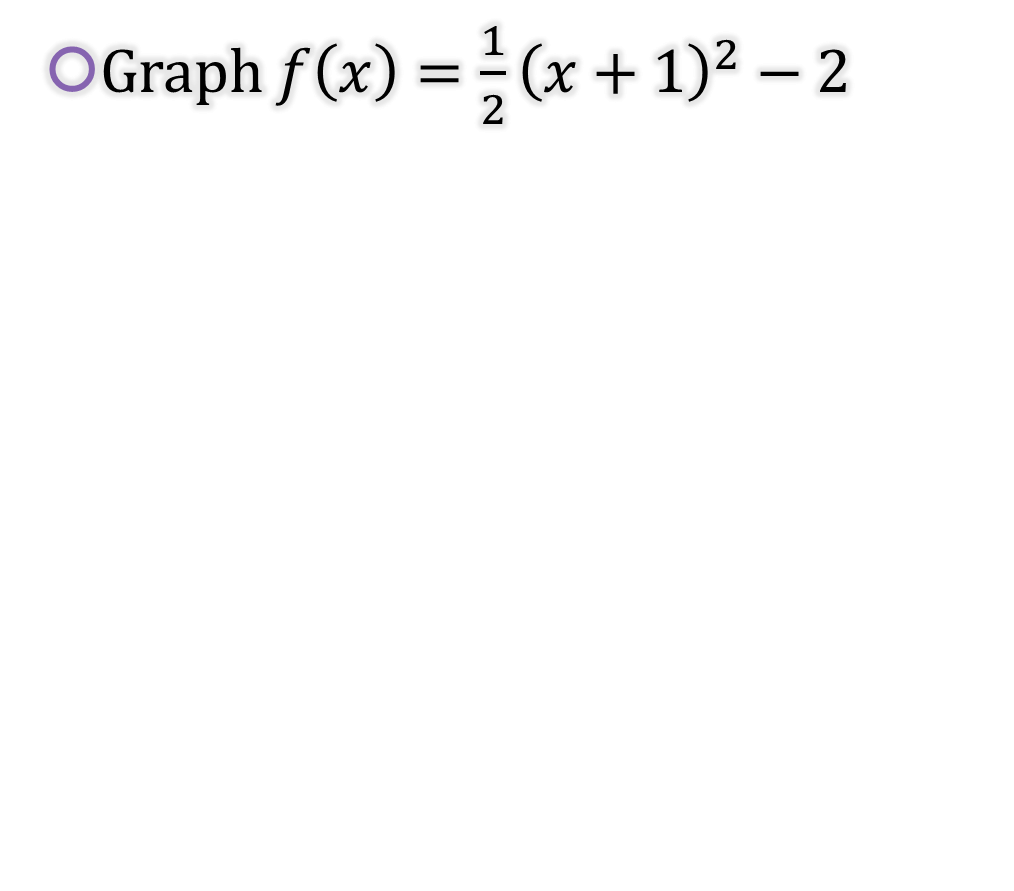 Graph f(x) = 1/2 (x + 1)² − 2